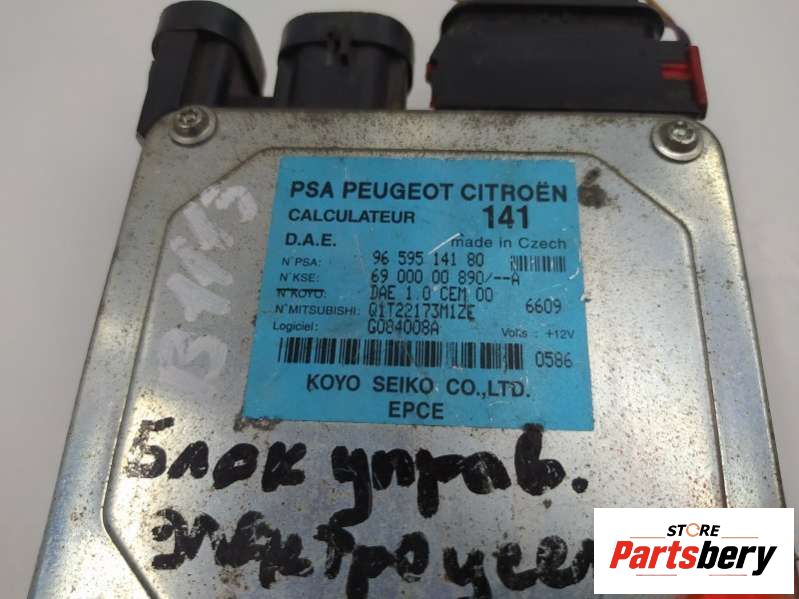 PSA PEUGEOT CITROËN
CALCULATEUR 141
D.A.E. made in Czech
N°PSA: 96 595 141 80
N°KSE: 69 000 00 890/--A
N°KOYO: DAE 1.0 CEM 00
N°MITSUBISHI: Q1T22173M1ZE 6609
Logiciel: G084008A Volts : +12V
0586
KOYO SEIKO CO.,LTD.
EPCE
Блок управ.
электроусил
STORE
Partsbery